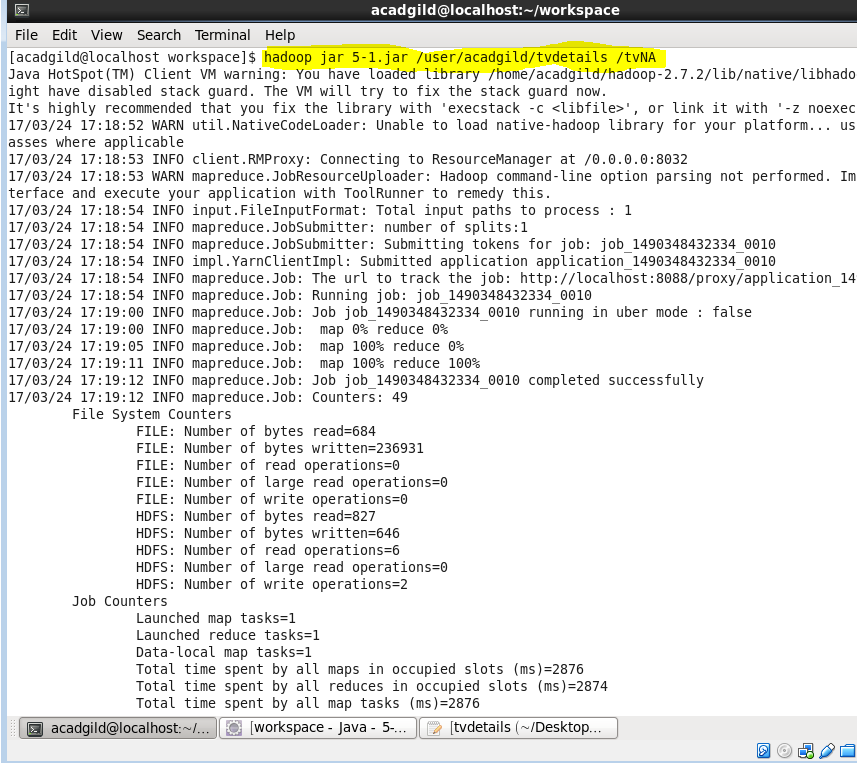 acadgild@localhost:~/workspace
File Edit View Search Terminal Help
[acadgild@localhost workspace]$ hadoop jar 5-1.jar /user/acadgild/tvdetails /tvNA
Java HotSpot(TM) Client VM warning: You have loaded library /home/acadgild/hadoop-2.7.2/lib/native/libhado
ight have disabled stack guard. The VM will try to fix the stack guard now.
It's highly recommended that you fix the library with 'execstack -c <libfile>', or link it with '-z noexec
17/03/24 17:18:52 WARN util.NativeCodeLoader: Unable to load native-hadoop library for your platform... us
asses where applicable
17/03/24 17:18:53 INFO client.RMProxy: Connecting to ResourceManager at /0.0.0.0:8032
17/03/24 17:18:53 WARN mapreduce.JobResourceUploader: Hadoop command-line option parsing not performed. Im
terface and execute your application with ToolRunner to remedy this.
17/03/24 17:18:54 INFO input.FileInputFormat: Total input paths to process : 1
17/03/24 17:18:54 INFO mapreduce.JobSubmitter: number of splits:1
17/03/24 17:18:54 INFO mapreduce.JobSubmitter: Submitting tokens for job: job_1490348432334_0010
17/03/24 17:18:54 INFO impl.YarnClientImpl: Submitted application application_1490348432334_0010
17/03/24 17:18:54 INFO mapreduce.Job: The url to track the job: http://localhost:8088/proxy/application_149
17/03/24 17:18:54 INFO mapreduce.Job: Running job: job_1490348432334_0010
17/03/24 17:19:00 INFO mapreduce.Job: Job job_1490348432334_0010 running in uber mode : false
17/03/24 17:19:00 INFO mapreduce.Job:  map 0% reduce 0%
17/03/24 17:19:05 INFO mapreduce.Job:  map 100% reduce 0%
17/03/24 17:19:11 INFO mapreduce.Job:  map 100% reduce 100%
17/03/24 17:19:12 INFO mapreduce.Job: Job job_1490348432334_0010 completed successfully
17/03/24 17:19:12 INFO mapreduce.Job: Counters: 49
File System Counters
FILE: Number of bytes read=684
FILE: Number of bytes written=236931
FILE: Number of read operations=0
FILE: Number of large read operations=0
FILE: Number of write operations=0
HDFS: Number of bytes read=827
HDFS: Number of bytes written=646
HDFS: Number of read operations=6
HDFS: Number of large read operations=0
HDFS: Number of write operations=2
Job Counters
Launched map tasks=1
Launched reduce tasks=1
Data-local map tasks=1
Total time spent by all maps in occupied slots (ms)=2876
Total time spent by all reduces in occupied slots (ms)=2874
Total time spent by all map tasks (ms)=2876
acadgild@localhost:~/... [workspace - Java - 5-... [tvdetails (~/Desktop...